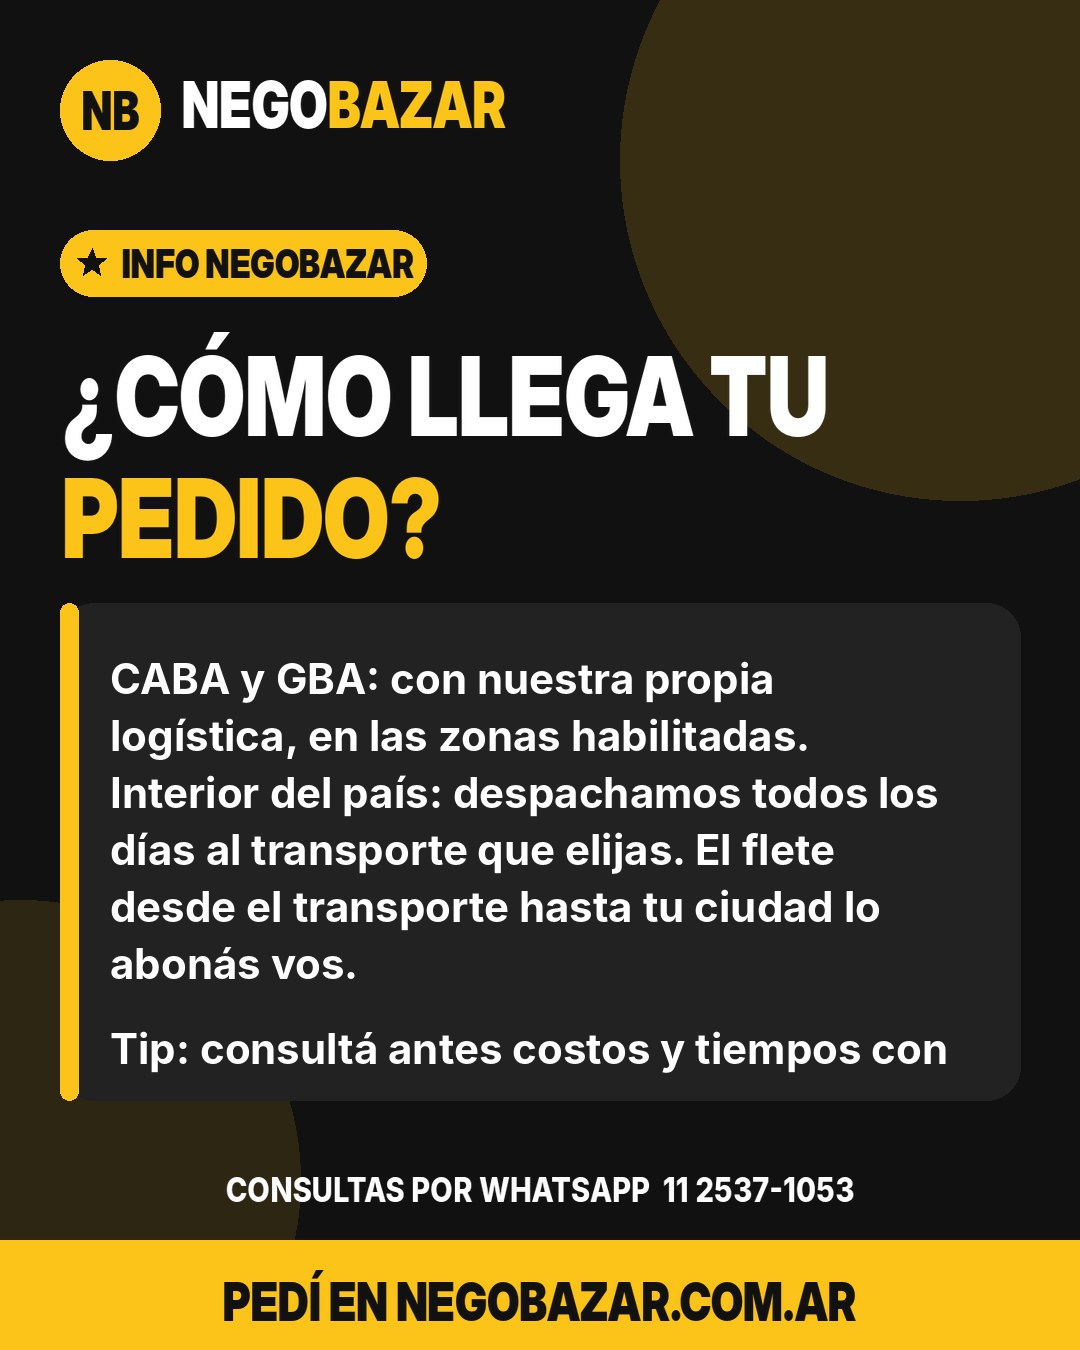 NB NEGOBAZAR
★ INFO NEGOBAZAR
¿CÓMO LLEGA TU
PEDIDO?
CABA y GBA: con nuestra propia
logística, en las zonas habilitadas.
Interior del país: despachamos todos los
días al transporte que elijas. El flete
desde el transporte hasta tu ciudad lo
abonás vos.
Tip: consultá antes costos y tiempos con
CONSULTAS POR WHATSAPP 11 2537-1053
PEDÍ EN NEGOBAZAR.COM.AR